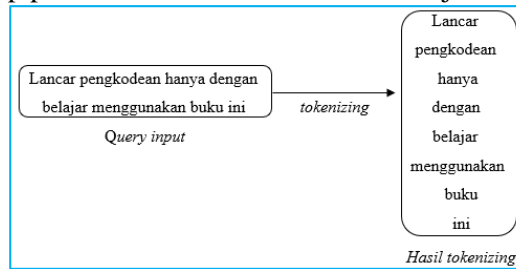 Lancar pengkodean hanya dengan
belajar menggunakan buku ini
Query input
tokenizing
Lancar
pengkodean
hanya
dengan
belajar
menggunakan
buku
ini
Hasil tokenizing